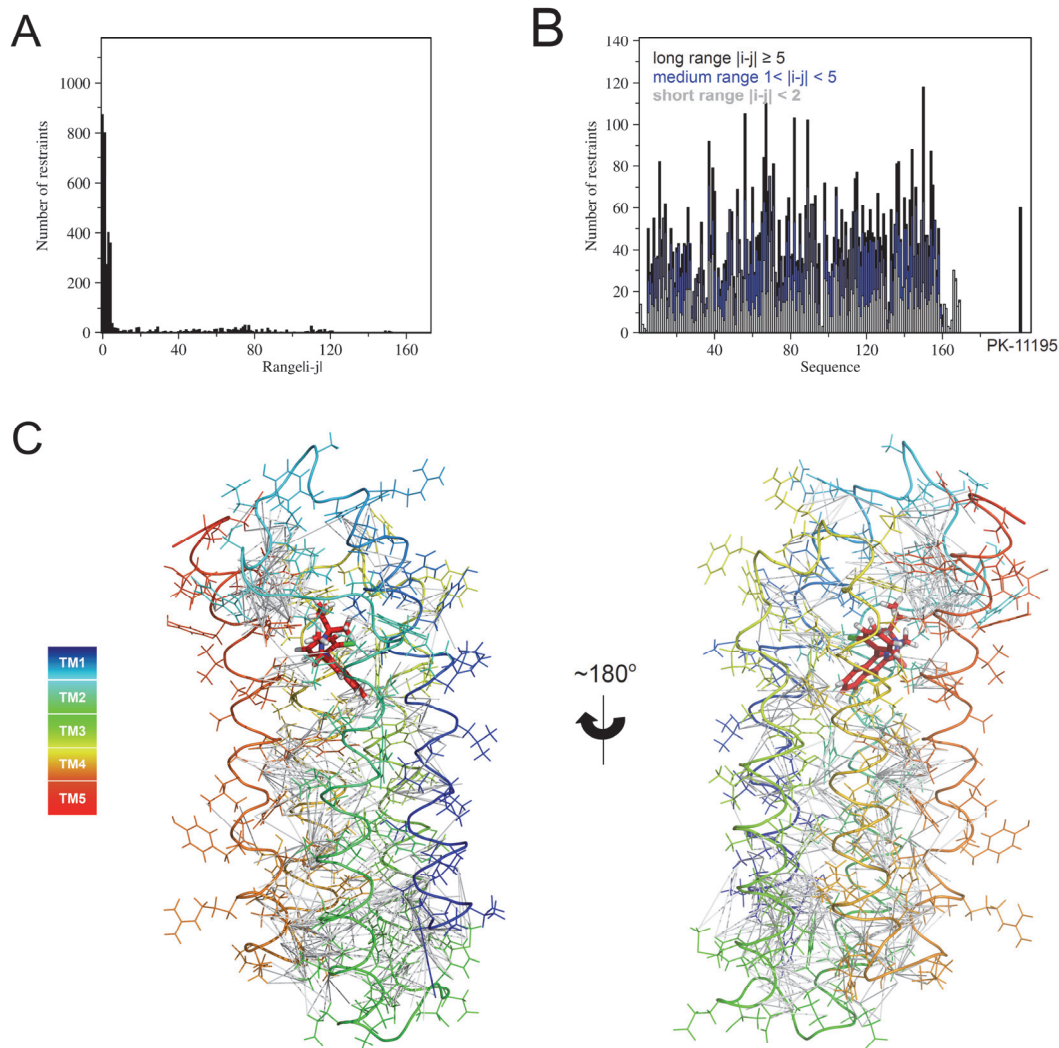 A
1000
800
600
400
200
0
Number of restraints
0 40 80 120 160
Range|i-j|
B
140
120
100
80
60
40
20
0
Number of restraints
long range |i-j| ≥ 5
medium range 1< |i-j| < 5
short range |i-j| < 2
40 80 120 160
PK-11195
Sequence
C
TM1
TM2
TM3
TM4
TM5
~180°